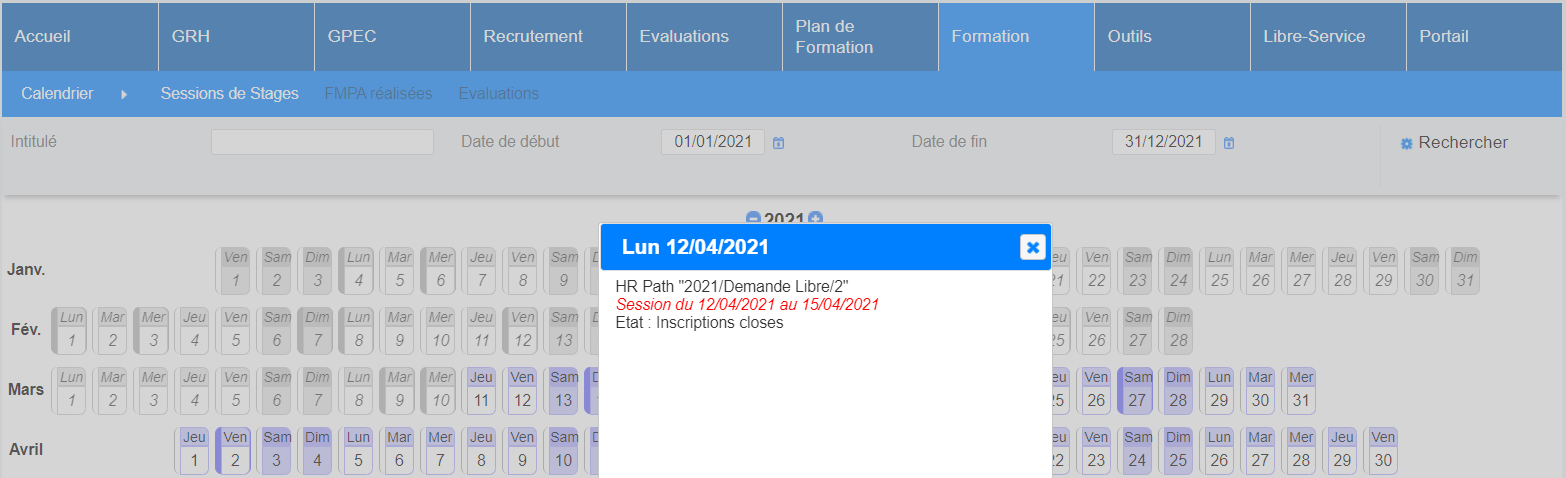 Accueil GRH GPEC Recrutement Evaluations Plan de Formation Formation Outils Libre-Service Portail
Calendrier Sessions de Stages FMPA réalisées Evaluations
Intitulé Date de début 01/01/2021 Date de fin 31/12/2021 Rechercher
2021
Lun 12/04/2021
HR Path "2021/Demande Libre/2"
Session du 12/04/2021 au 15/04/2021
Etat : Inscriptions closes
Ven Sam Dim Lun Mar Mer Jeu Ven Sam Ven Sam Dim Lun Mar Mer Jeu Ven Sam Dim
Janv. 1 2 3 4 5 6 7 8 9 22 23 24 25 26 27 28 29 30 31
Lun Mar Mer Jeu Ven Sam Dim Lun Mar Mer Jeu Ven Sam Ven Sam Dim
Fév. 1 2 3 4 5 6 7 8 9 10 11 12 13 25 26 27 28
Lun Mar Mer Jeu Ven Sam Dim Lun Mar Mer Jeu Ven Sam Ven Sam Dim Lun Mar Mer
Mars 1 2 3 4 5 6 7 8 9 10 11 12 13 25 26 27 28 29 30 31
Jeu Ven Sam Dim Lun Mar Mer Jeu Ven Sam Ven Sam Dim Lun Mar Mer Jeu Ven
Avril 1 2 3 4 5 6 7 8 9 10 22 23 24 25 26 27 28 29 30